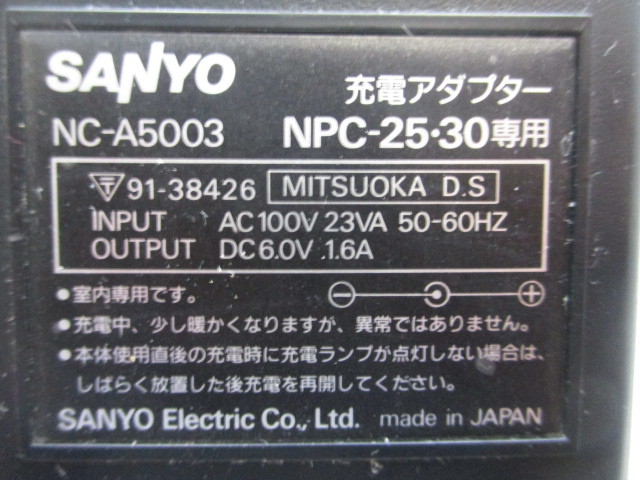 SANYO
充電アダプター
NC-A5003 NPC-25・30専用
〒91-38426 MITSUOKA D.S
INPUT AC100V 23VA 50-60HZ
OUTPUT DC6.0V 1.6A
●室内専用です。
●充電中、少し暖かくなりますが、異常ではありません。
●本体使用直後の充電時に充電ランプが点灯しない場合は、
しばらく放置した後充電を再開してください。
SANYO Electric Co., Ltd. made in JAPAN